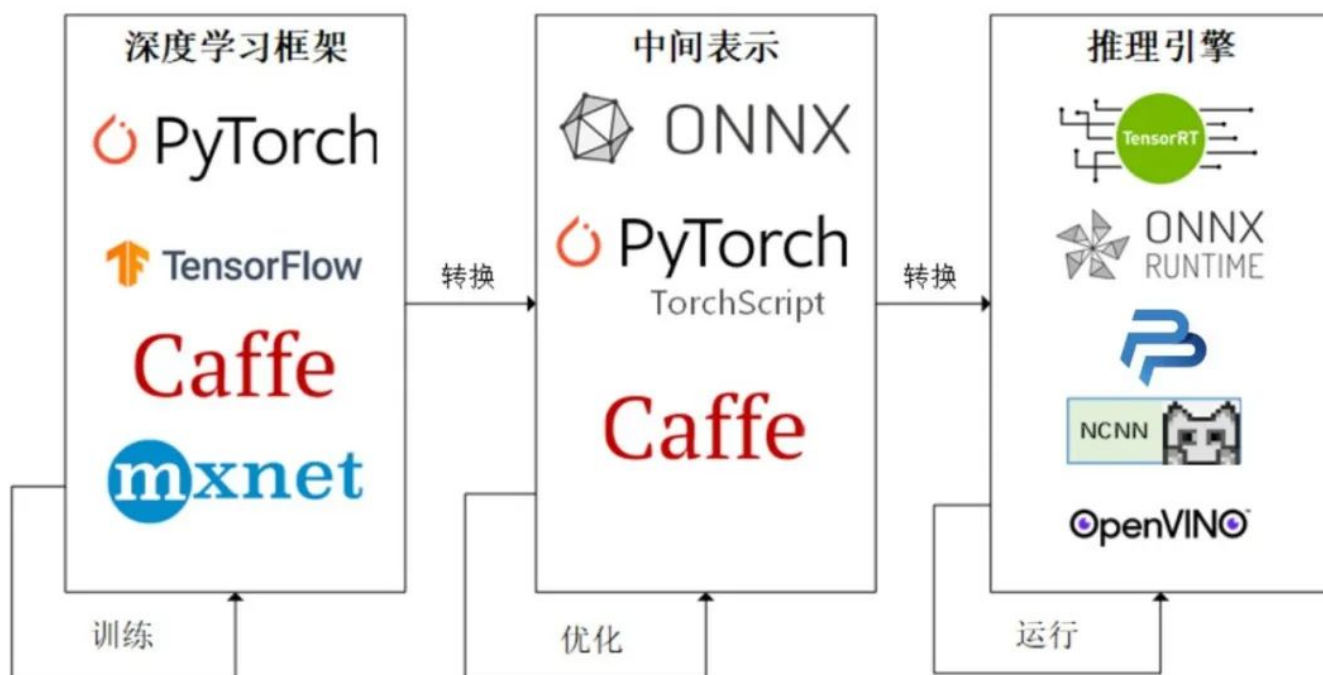 深度学习框架
PyTorch
TensorFlow
Caffe
mxnet
训练
转换
中间表示
ONNX
PyTorch
TorchScript
Caffe
优化
转换
推理引擎
TensorRT
ONNX
RUNTIME
NCNN
OpenVINO
运行